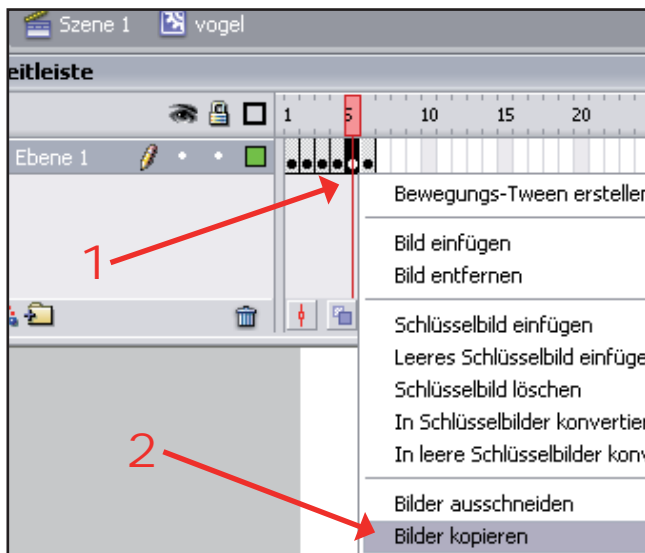 Szene 1 vogel
eitleiste
1 5 10 15 20
Ebene 1
1
Bewegungs-Tween erstellen
Bild einfügen
Bild entfernen
Schlüsselbild einfügen
Leeres Schlüsselbild einfüge
Schlüsselbild löschen
In Schlüsselbilder konvertier
2
In leere Schlüsselbilder konv
Bilder ausschneiden
Bilder kopieren